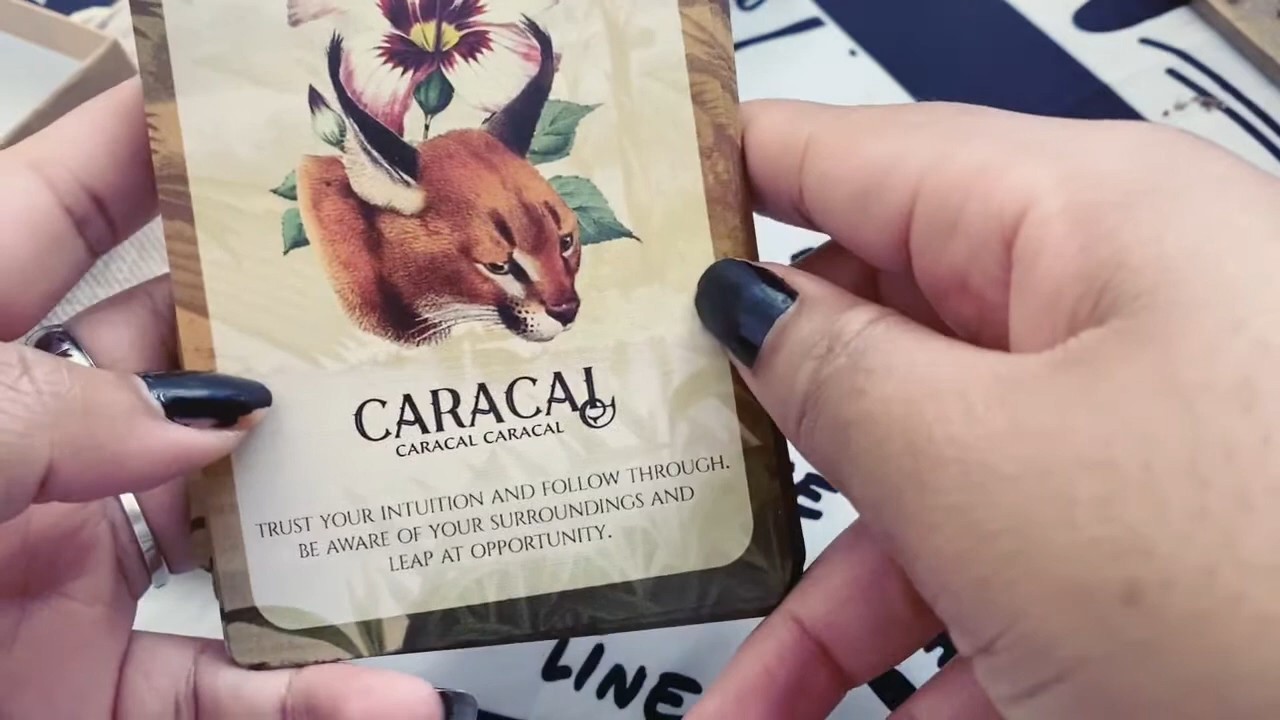 CARACAL
CARACAL CARACAL
TRUST YOUR INTUITION AND FOLLOW THROUGH.
BE AWARE OF YOUR SURROUNDINGS AND
LEAP AT OPPORTUNITY.
LINE